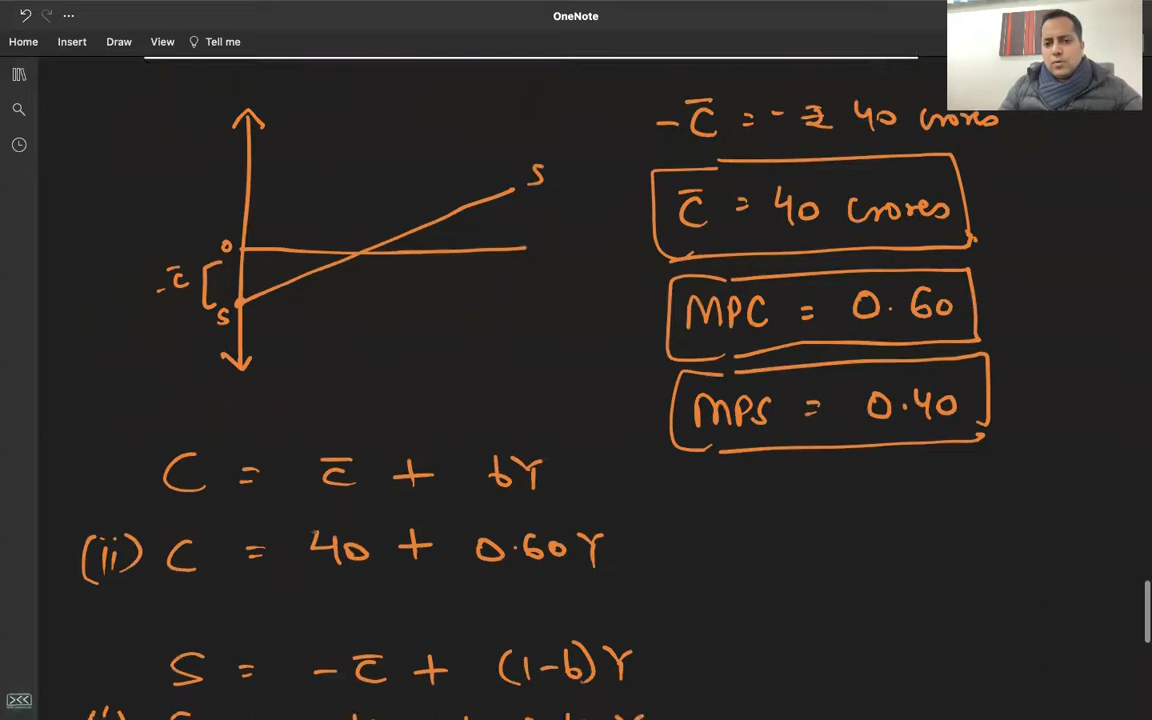 OneNote
Home Insert Draw View Tell me
S
0
-c̄
S
-C̄ = - ₹ 40 crores
C̄ = 40 crores
MPC = 0.60
MPS = 0.40
C = c̄ + bY
(ii) C = 40 + 0.60Y
S = -c̄ + (1-b)Y